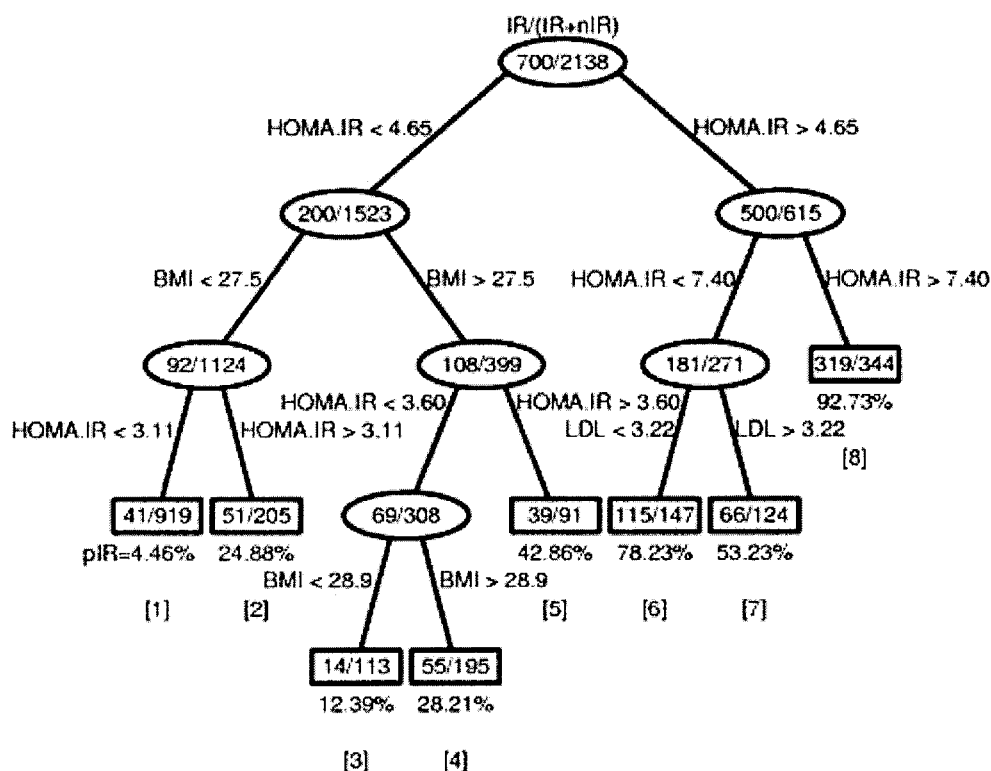 IR/(IR+nIR)
700/2138
HOMA.IR < 4.65
HOMA.IR > 4.65
200/1523
500/615
BMI < 27.5
BMI > 27.5
HOMA.IR < 7.40
HOMA.IR > 7.40
92/1124
108/399
181/271
319/344
92.73%
[8]
HOMA.IR < 3.11
HOMA.IR > 3.11
HOMA.IR < 3.60
HOMA.IR > 3.60
LDL < 3.22
LDL > 3.22
41/919
51/205
69/308
39/91
115/147
66/124
pIR=4.46%
24.88%
42.86%
78.23%
53.23%
BMI < 28.9
BMI > 28.9
[1]
[2]
[5]
[6]
[7]
14/113
55/195
12.39%
28.21%
[3]
[4]